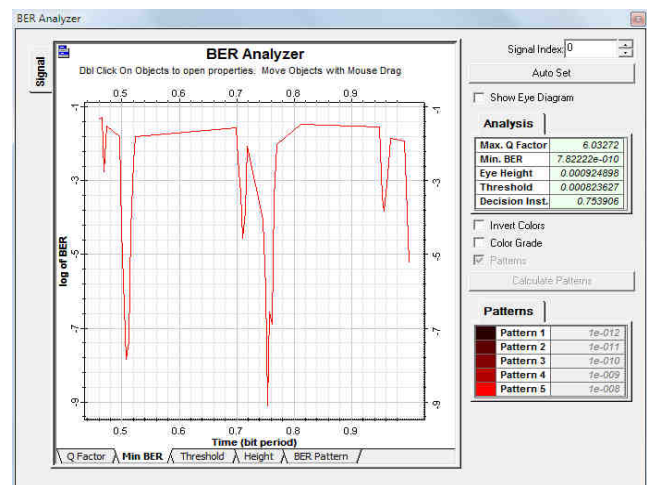 BER Analyzer
Signal
BER Analyzer
Dbl Click On Objects to open properties. Move Objects with Mouse Drag
0.5 0.6 0.7 0.8 0.9
-1 -3 -5 -7 -9
log of BER
-1 -3 -5 -7 -9
0.5 0.6 0.7 0.8 0.9
Time (bit period)
Q Factor Min BER Threshold Height BER Pattern
Signal Index: 0
Auto Set
Show Eye Diagram
Analysis
Max. Q Factor 6.03272
Min. BER 7.82222e-010
Eye Height 0.000924898
Threshold 0.000823627
Decision Inst. 0.753906
Invert Colors
Color Grade
Patterns
Calculate Patterns
Patterns
Pattern 1 1e-012
Pattern 2 1e-011
Pattern 3 1e-010
Pattern 4 1e-009
Pattern 5 1e-008